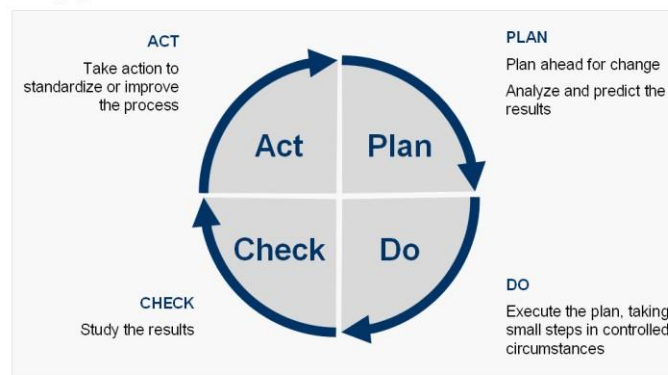 ACT
Take action to
standardize or improve
the process
PLAN
Plan ahead for change
Analyze and predict the
results
Act
Plan
Check
Do
CHECK
Study the results
DO
Execute the plan, taking
small steps in controlled
circumstances